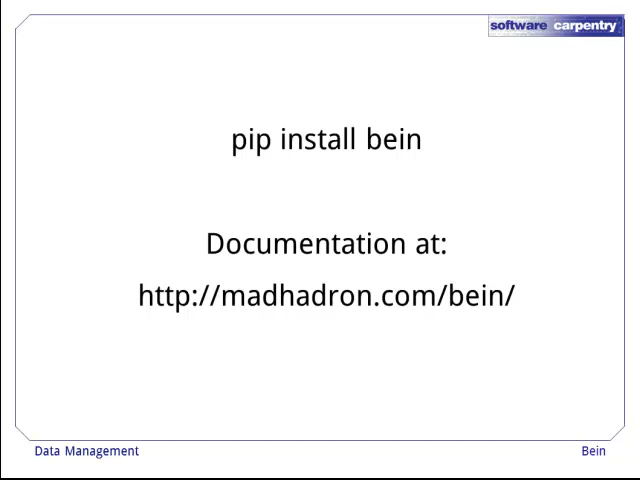 software carpentry
pip install bein
Documentation at:
http://madhadron.com/bein/
Data Management
Bein